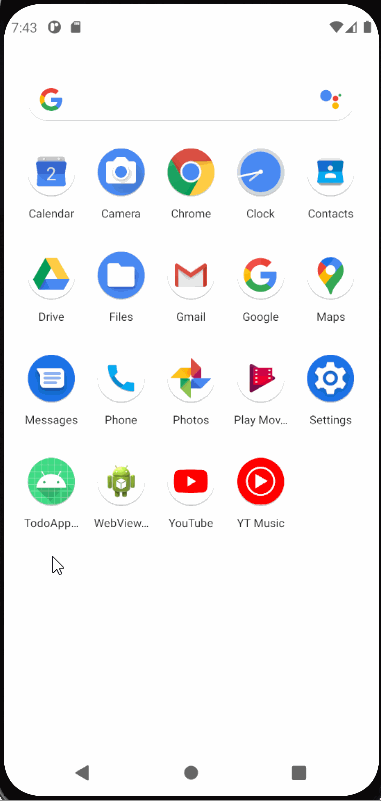 7:43
2
Calendar Camera Chrome Clock Contacts
Drive Files Gmail Google Maps
Messages Phone Photos Play Mov... Settings
TodoApp... WebView... YouTube YT Music